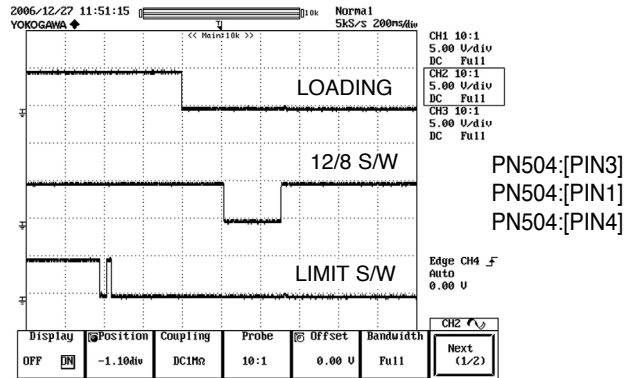 2006/12/27 11:51:15
YOKOGAWA ◆
10k
Normal
5kS/s 200ms/div
<< Main:10k >>
CH1 10:1
5.00 V/div
DC Full
CH2 10:1
5.00 V/div
DC Full
CH3 10:1
5.00 V/div
DC Full
LOADING
12/8 S/W
LIMIT S/W
PN504:[PIN3]
PN504:[PIN1]
PN504:[PIN4]
Edge CH4
Auto
0.00 V
CH2
Display
OFF ON
Position
-1.10div
Coupling
DC1MΩ
Probe
10:1
Offset
0.00 V
Bandwidth
Full
Next
(1/2)